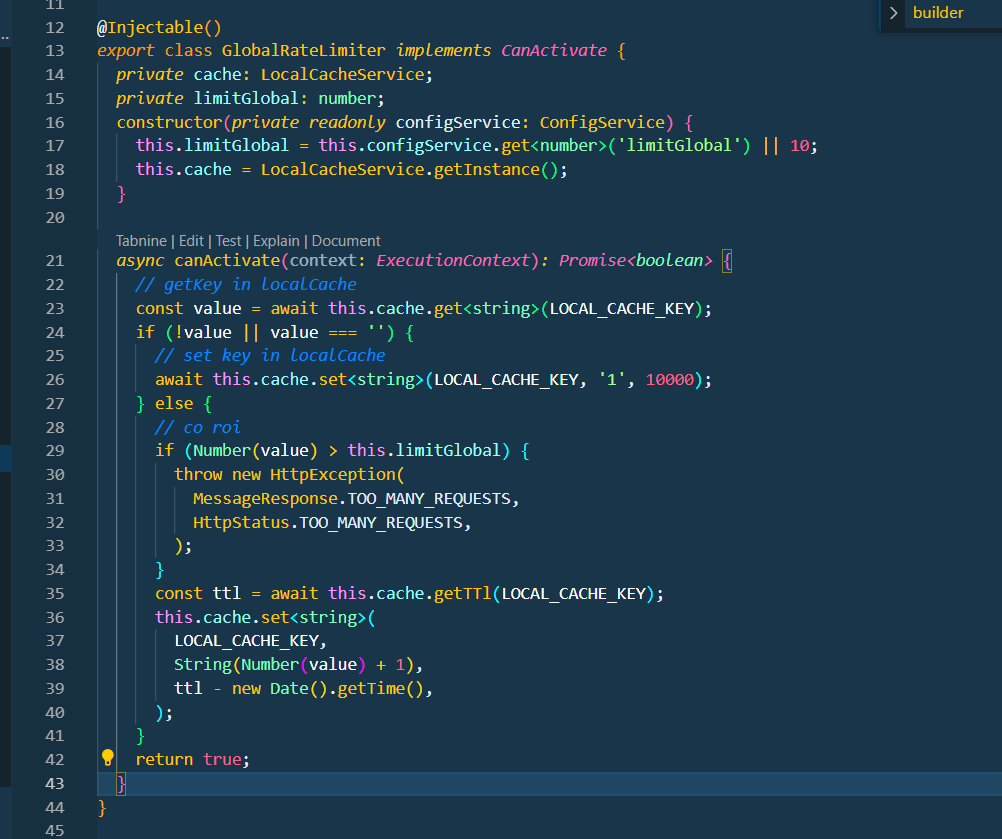 11
builder
12 @Injectable()
13 export class GlobalRateLimiter implements CanActivate {
14 private cache: LocalCacheService;
15 private limitGlobal: number;
16 constructor(private readonly configService: ConfigService) {
17 this.limitGlobal = this.configService.get<number>('limitGlobal') || 10;
18 this.cache = LocalCacheService.getInstance();
19 }
20
Tabnine | Edit | Test | Explain | Document
21 async canActivate(context: ExecutionContext): Promise<boolean> {
22 // getKey in localCache
23 const value = await this.cache.get<string>(LOCAL_CACHE_KEY);
24 if (!value || value === '') {
25 // set key in localCache
26 await this.cache.set<string>(LOCAL_CACHE_KEY, '1', 10000);
27 } else {
28 // co roi
29 if (Number(value) > this.limitGlobal) {
30 throw new HttpException(
31 MessageResponse.TOO_MANY_REQUESTS,
32 HttpStatus.TOO_MANY_REQUESTS,
33 );
34 }
35 const ttl = await this.cache.getTTl(LOCAL_CACHE_KEY);
36 this.cache.set<string>(
37 LOCAL_CACHE_KEY,
38 String(Number(value) + 1),
39 ttl - new Date().getTime(),
40 );
41 }
42 return true;
43 }
44 }
45